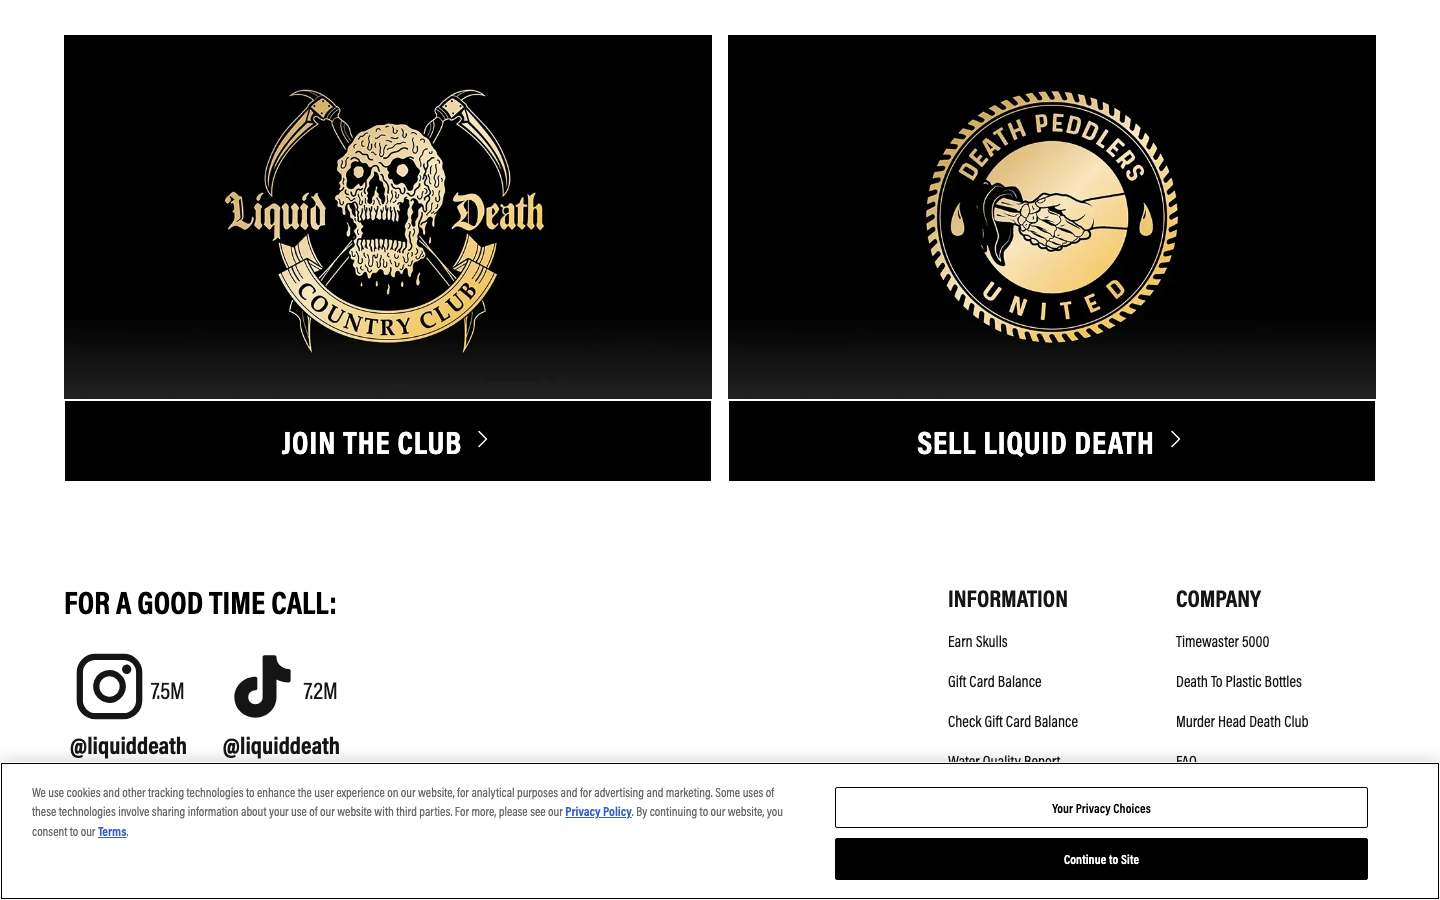 Liquid Death
COUNTRY CLUB
DEATH PEDDLERS
UNITED
JOIN THE CLUB
SELL LIQUID DEATH
FOR A GOOD TIME CALL:
7.5M
@liquiddeath
7.2M
@liquiddeath
INFORMATION
Earn Skulls
Gift Card Balance
Check Gift Card Balance
Water Quality Report
COMPANY
Timewaster 5000
Death To Plastic Bottles
Murder Head Death Club
FAQ
We use cookies and other tracking technologies to enhance the user experience on our website, for analytical purposes and for advertising and marketing. Some uses of
these technologies involve sharing information about your use of our website with third parties. For more, please see our Privacy Policy. By continuing to our website, you
consent to our Terms.
Your Privacy Choices
Continue to Site